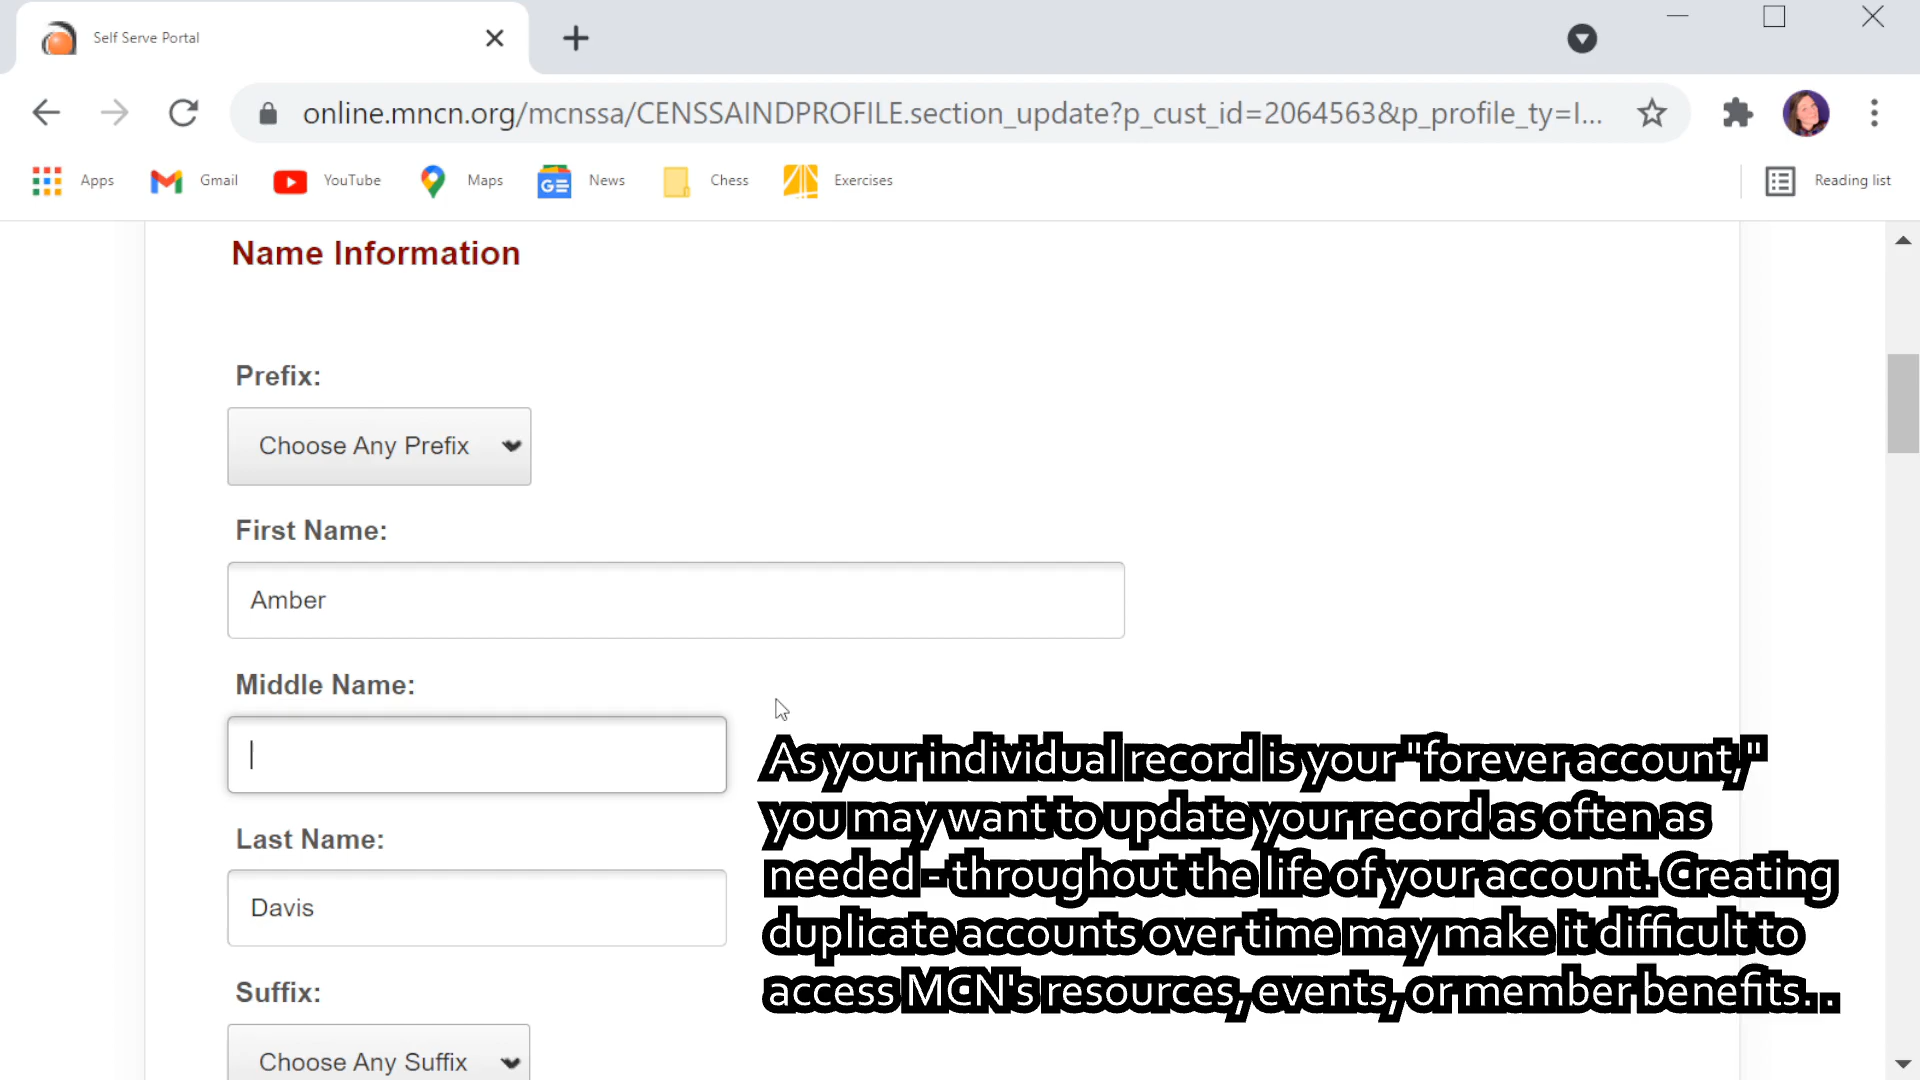 Self Serve Portal
online.mncn.org/mcnssa/CENSSAINDPROFILE.section_update?p_cust_id=2064563&p_profile_ty=I...
Apps Gmail YouTube Maps News Chess Exercises Reading list
Name Information
Prefix:
Choose Any Prefix
First Name:
Amber
Middle Name:
Last Name:
Davis
Suffix:
Choose Any Suffix
As your individual record is your "forever account,"
you may want to update your record as often as
needed - throughout the life of your account. Creating
duplicate accounts over time may make it difficult to
access MCN's resources, events, or member benefits. .